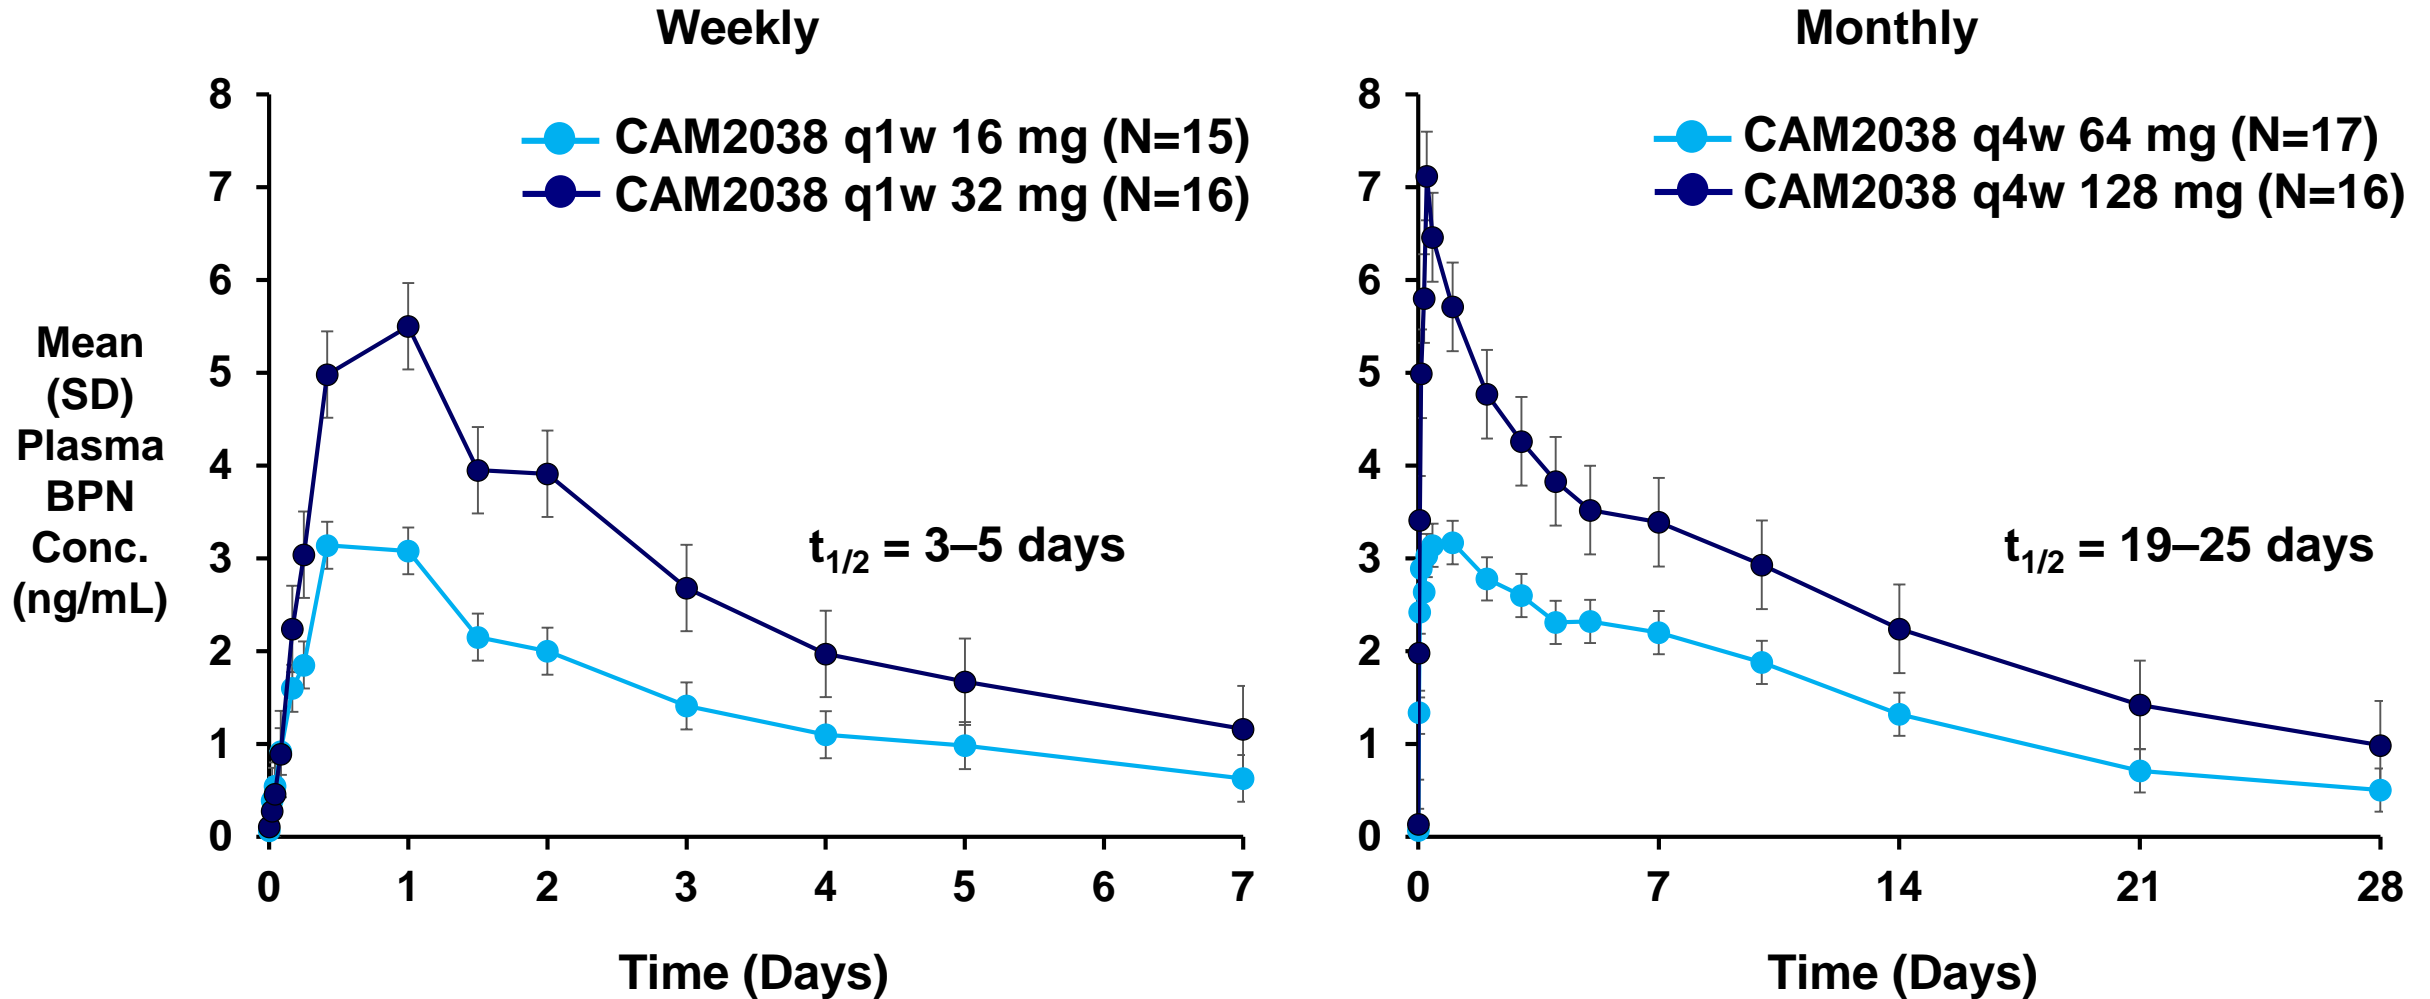 Weekly
8
7
6
5
4
3
2
1
0
CAM2038 q1w 16 mg (N=15)
CAM2038 q1w 32 mg (N=16)
Mean
(SD)
Plasma
BPN
Conc.
(ng/mL)
t1/2 = 3–5 days
0 1 2 3 4 5 6 7
Time (Days)
Monthly
8
7
6
5
4
3
2
1
0
CAM2038 q4w 64 mg (N=17)
CAM2038 q4w 128 mg (N=16)
t1/2 = 19–25 days
0 7 14 21 28
Time (Days)